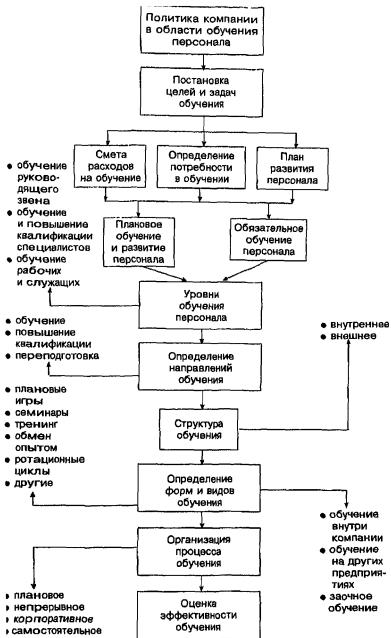 Политика компании
в области обучения
персонала
Постановка
целей и задач
обучения
Смета
расходов
на обучение
Определение
потребности
в обучении
План
развития
персонала
• обучение
руково-
дящего
звена
• обучение
и повышение
квалификации
специалистов
• обучение
рабочих
и служащих
Плановое
обучение
и развитие
персонала
Обязательное
обучение
персонала
Уровни
обучения
персонала
• обучение
• повышение
квалификации
• переподготовка
Определение
направлений
обучения
• внутреннее
• внешнее
• плановые
игры
• семинары
• тренинг
• обмен
опытом
• ротационные
циклы
• другие
Структура
обучения
Определение
форм и видов
обучения
• обучение
внутри
компании
• обучение
на других
предприя-
тиях
• заочное
обучение
Организация
процесса
обучения
• плановое
• непрерывное
• корпоративное
• самостоятельное
Оценка
эффективности
обучения